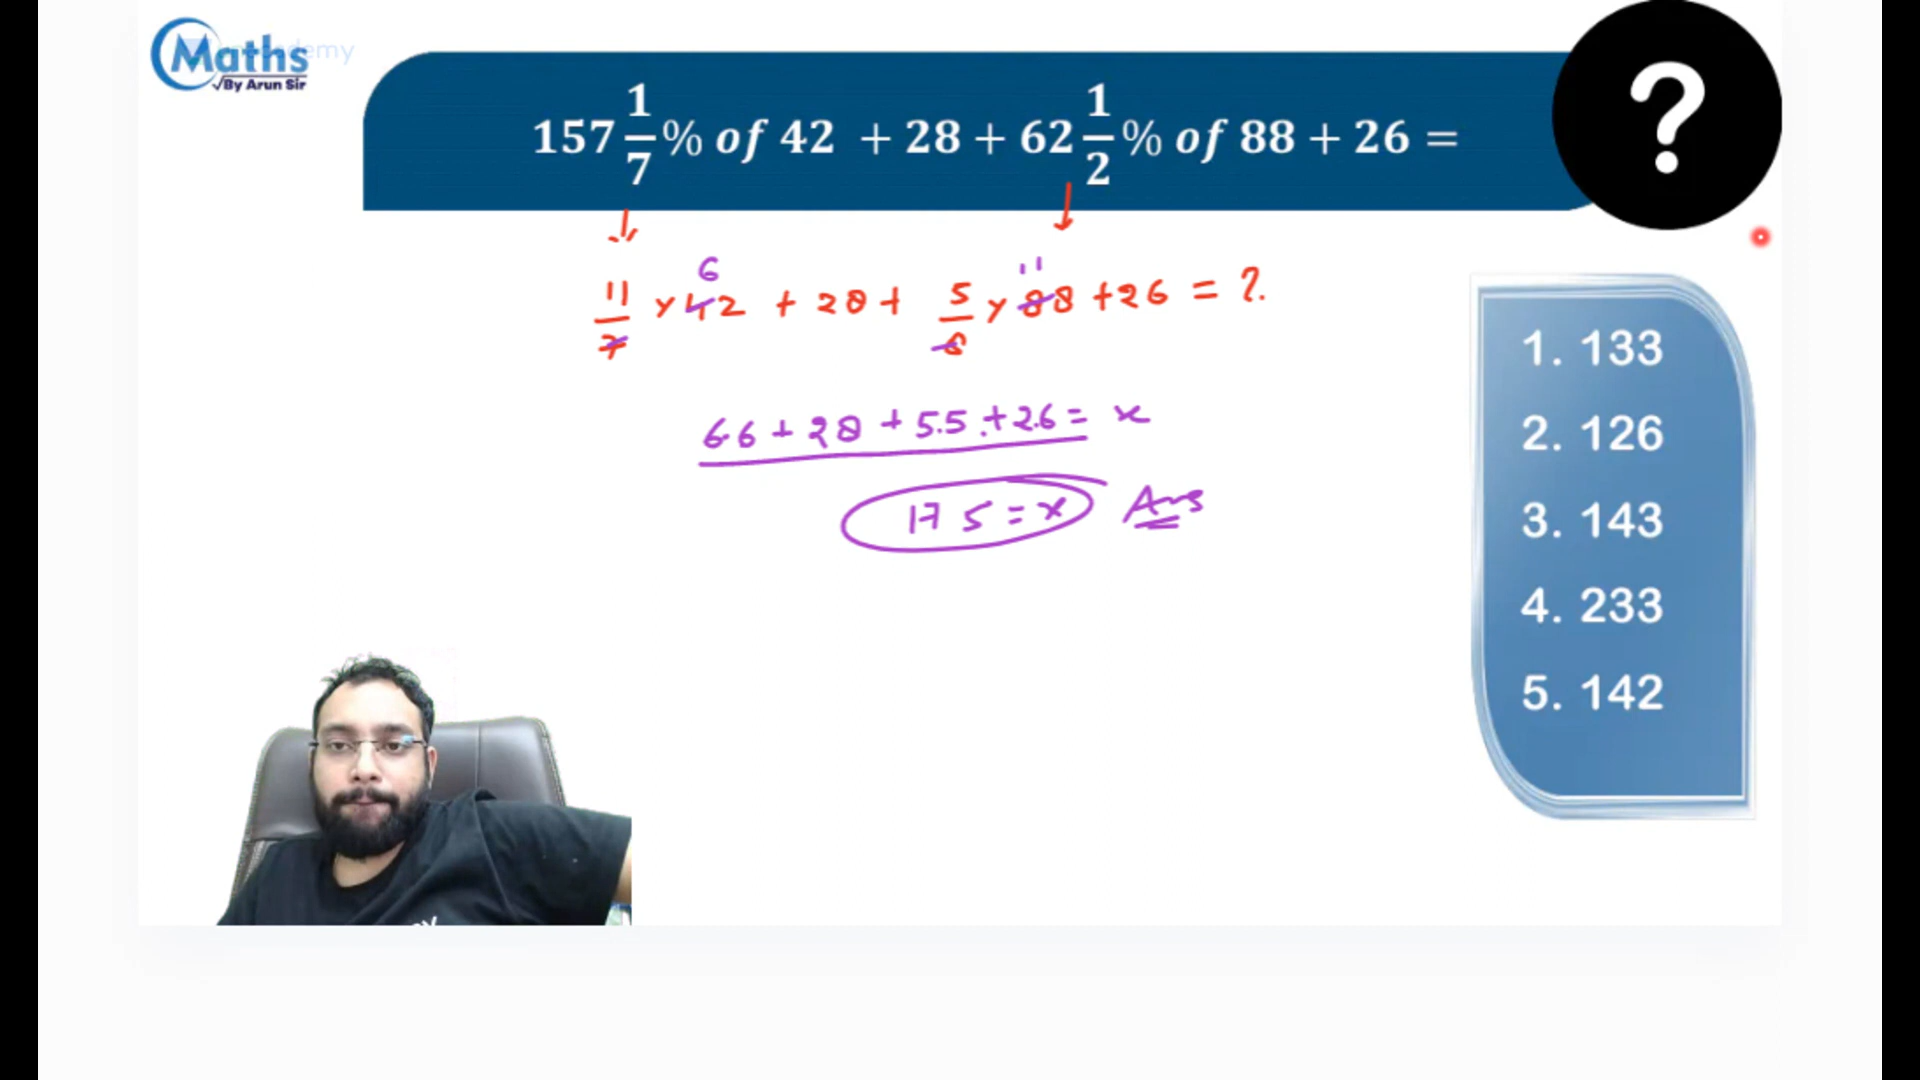 Maths
√By Arun Sir
157 1/7 % of 42 + 28 + 62 1/2 % of 88 + 26 =
?
6 11
11/7 × 42 + 28 + 5/8 × 88 + 26 = ?
66 + 28 + 55 + 26 = x
175 = x Ans
1. 133
2. 126
3. 143
4. 233
5. 142